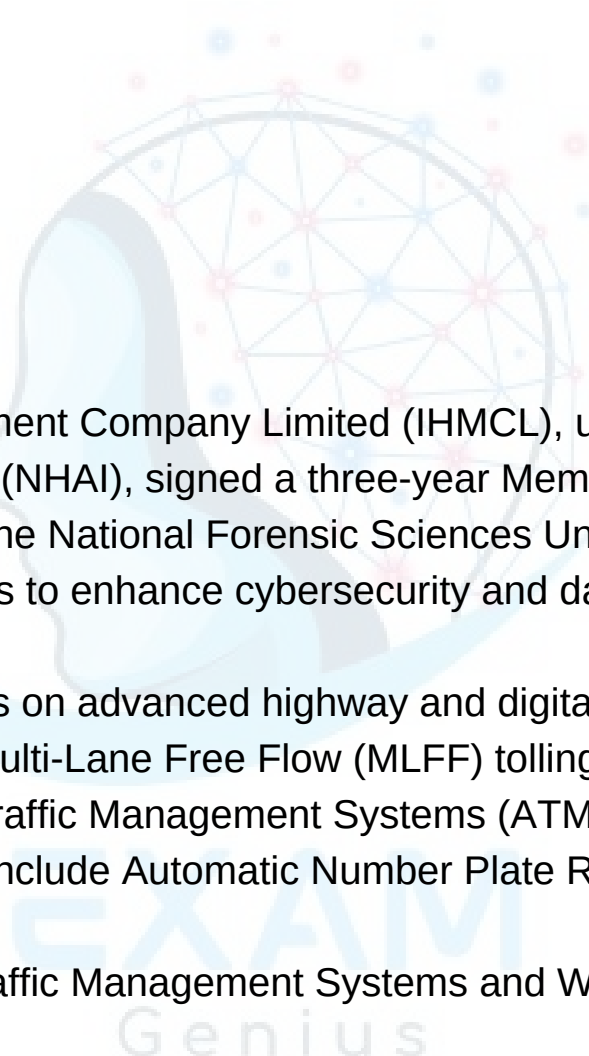 ment Company Limited (IHMCL), u
(NHAI), signed a three-year Mem
he National Forensic Sciences Un
s to enhance cybersecurity and da
s on advanced highway and digita
ulti-Lane Free Flow (MLFF) tolling
raffic Management Systems (ATM
nclude Automatic Number Plate R
EXAM
affic Management Systems and W
Genius